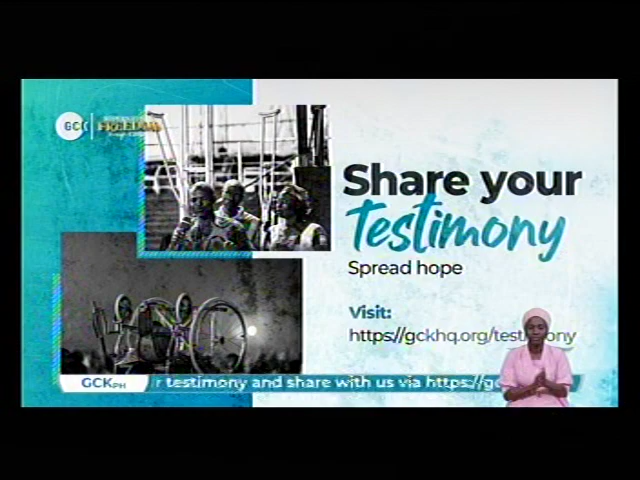 GCK
FREEDOM
Share your
testimony
Spread hope
Visit:
https://gckhq.org/testimony
GCKPH
r testimony and share with us via https://gc